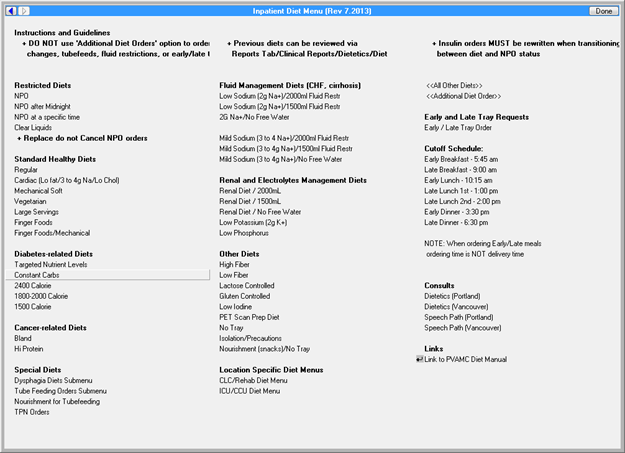 Inpatient Diet Menu (Rev 7.2013)
Done
Instructions and Guidelines
+ DO NOT use 'Additional Diet Orders' option to order
changes, tubefeeds, fluid restrictions, or early/late t
Restricted Diets
NPO
NPO after Midnight
NPO at a specific time
Clear Liquids
+ Replace do not Cancel NPO orders
Standard Healthy Diets
Regular
Cardiac (Lo fat/3 to 4g Na/Lo Chol)
Mechanical Soft
Vegetarian
Large Servings
Finger Foods
Finger Foods/Mechanical
Diabetes-related Diets
Targeted Nutrient Levels
Constant Carbs
2400 Calorie
1800-2000 Calorie
1500 Calorie
Cancer-related Diets
Bland
Hi Protein
Special Diets
Dysphagia Diets Submenu
Tube Feeding Orders Submenu
Nourishment for Tubefeeding
TPN Orders
+ Previous diets can be reviewed via
Reports Tab/Clinical Reports/Dietetics/Diet
Fluid Management Diets (CHF, cirrhosis)
Low Sodium (2g Na+)/2000ml Fluid Restr
Low Sodium (2g Na+)/1500ml Fluid Restr
2G Na+/No Free Water
Mild Sodium (3 to 4 Na+)/2000ml Fluid Restr
Mild Sodium (3 to 4g Na+)/1500ml Fluid Restr
Mild Sodium (3 to 4g Na+)/No Free Water
Renal and Electrolytes Management Diets
Renal Diet / 2000mL
Renal Diet / 1500mL
Renal Diet / No Free Water
Low Potassium (2g K+)
Low Phosphorus
Other Diets
High Fiber
Low Fiber
Lactose Controlled
Gluten Controlled
Low Iodine
PET Scan Prep Diet
No Tray
Isolation/Precautions
Nourishment (snacks)/No Tray
Location Specific Diet Menus
CLC/Rehab Diet Menu
ICU/CCU Diet Menu
+ Insulin orders MUST be rewritten when transitioning
between diet and NPO status
<<All Other Diets>>
<<Additional Diet Order>>
Early and Late Tray Requests
Early / Late Tray Order
Cutoff Schedule:
Early Breakfast - 5:45 am
Late Breakfast - 9:00 am
Early Lunch - 10:15 am
Late Lunch 1st - 1:00 pm
Late Lunch 2nd - 2:00 pm
Early Dinner - 3:30 pm
Late Dinner - 6:30 pm
NOTE: When ordering Early/Late meals
ordering time is NOT delivery time
Consults
Dietetics (Portland)
Dietetics (Vancouver)
Speech Path (Portland)
Speech Path (Vancouver)
Links
Link to PVAMC Diet Manual